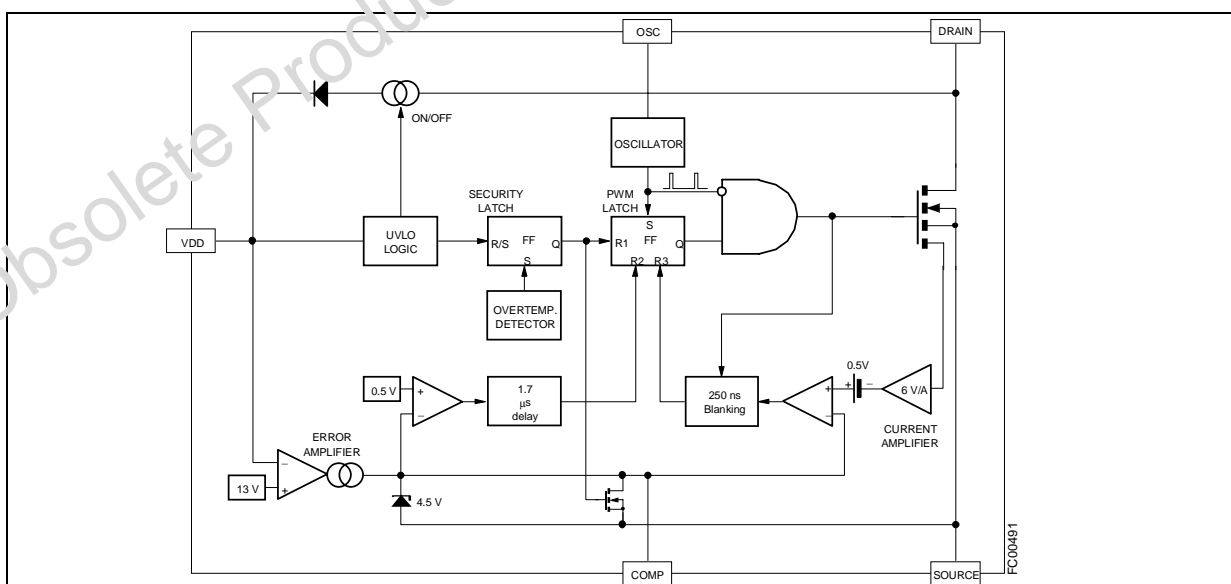 Obsolete Produc
OSC
DRAIN
ON/OFF
OSCILLATOR
SECURITY
LATCH
PWM
LATCH
VDD
UVLO
LOGIC
R/S FF Q
S
S
R1 FF Q
R2 R3
OVERTEMP.
DETECTOR
0.5 V
+
−
1.7
μs
delay
250 ns
Blanking
+
−
0.5V
+ −
6 V/A
CURRENT
AMPLIFIER
ERROR
AMPLIFIER
13 V
−
+
4.5 V
COMP
SOURCE
FC00491